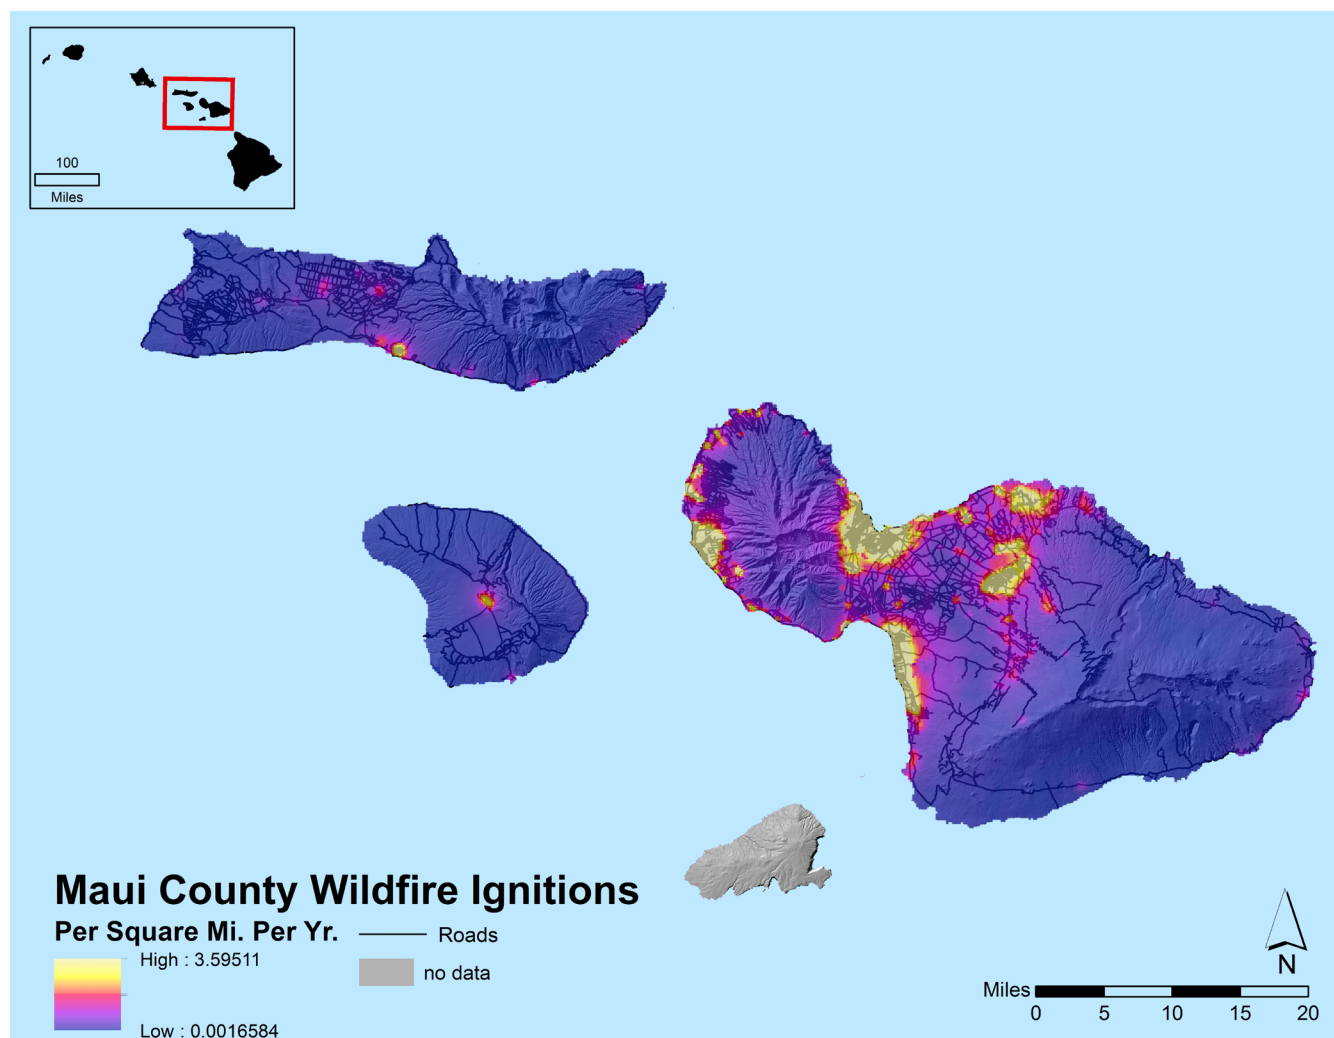 100
Miles
Maui County Wildfire Ignitions
Per Square Mi. Per Yr.
Roads
High : 3.59511
no data
Low : 0.0016584
N
Miles
0 5 10 15 20